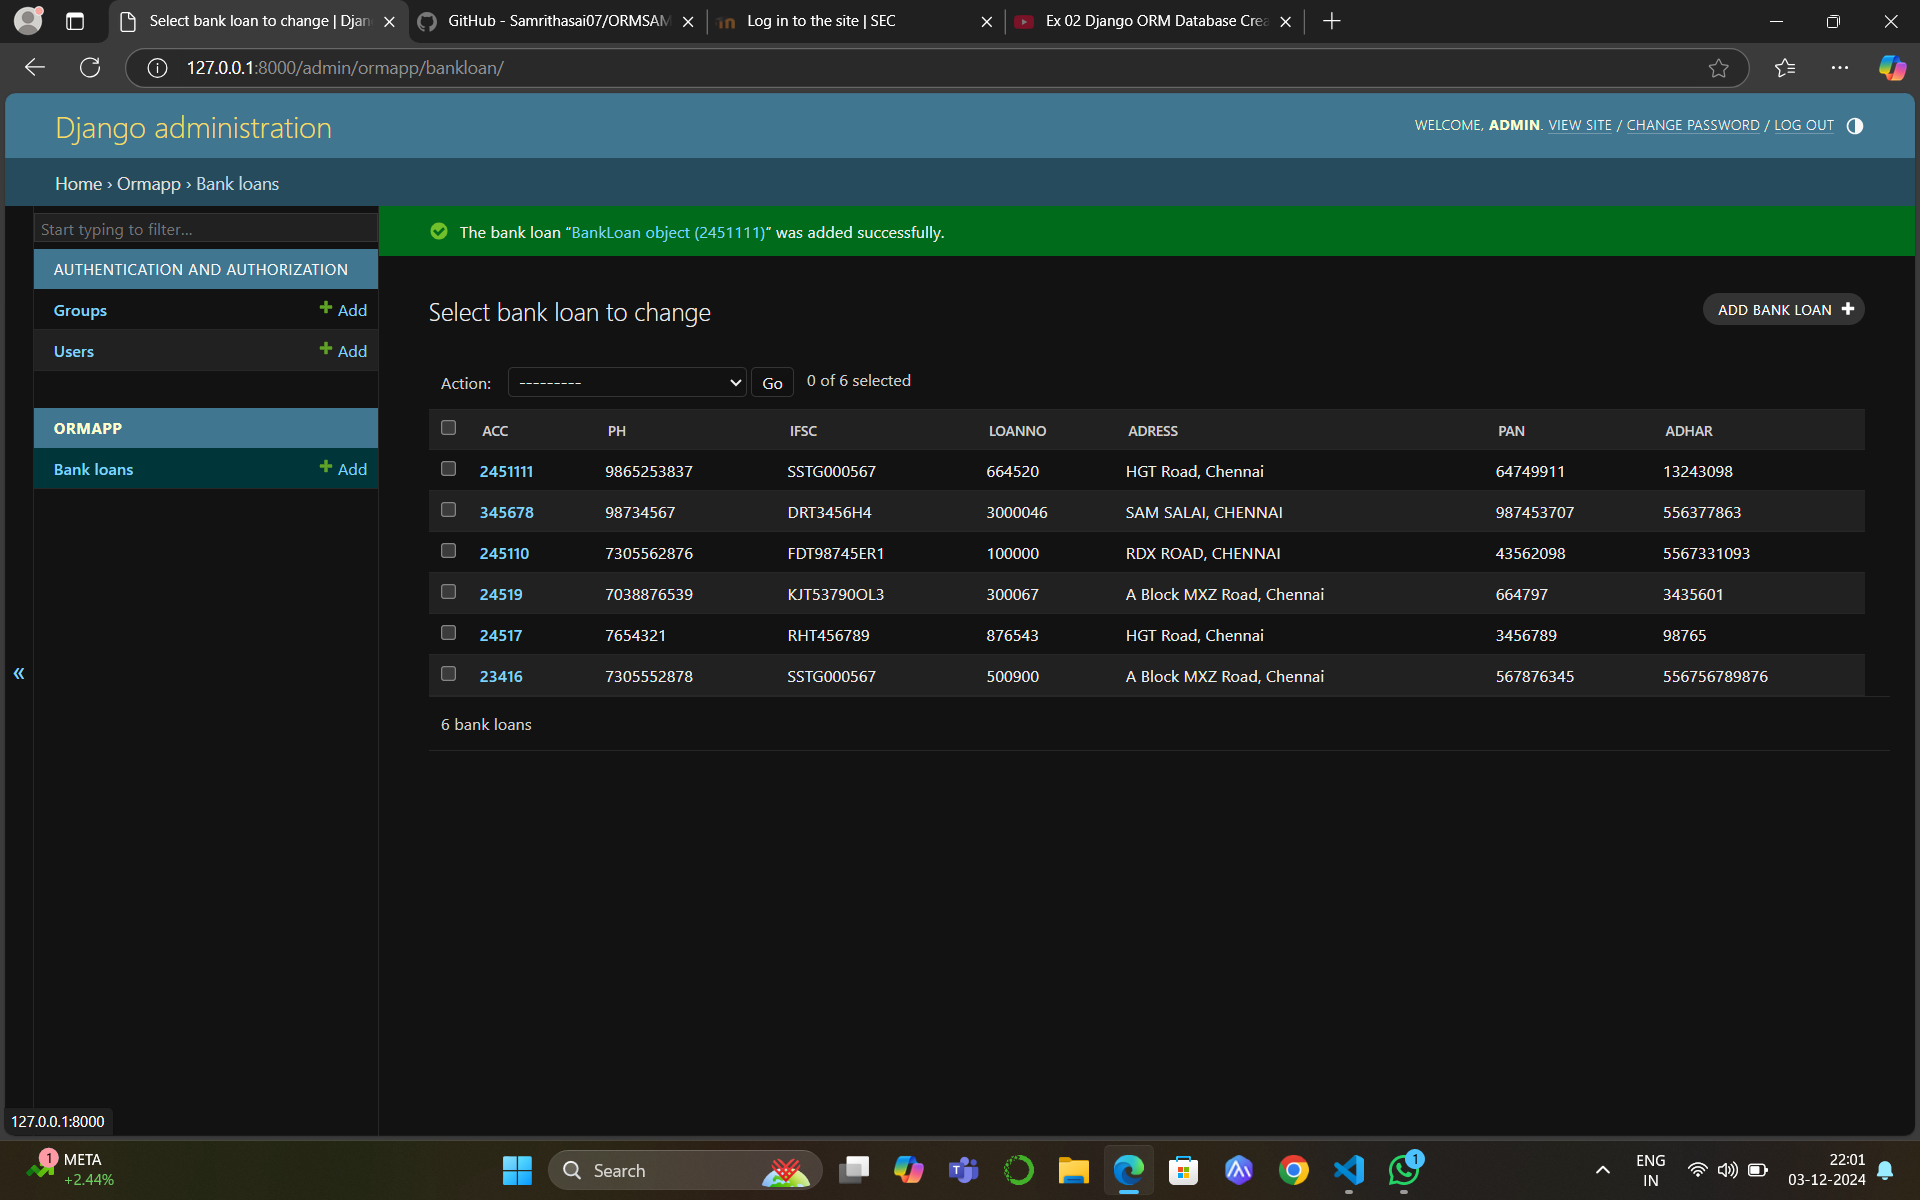 Select bank loan to change | Djan
GitHub - Samrithasai07/ORMSAM
Log in to the site | SEC
Ex 02 Django ORM Database Crea
127.0.0.1:8000/admin/ormapp/bankloan/
Django administration
WELCOME, ADMIN. VIEW SITE / CHANGE PASSWORD / LOG OUT
Home › Ormapp › Bank loans
Start typing to filter...
AUTHENTICATION AND AUTHORIZATION
Groups Add
Users Add
ORMAPP
Bank loans Add
«
The bank loan “BankLoan object (2451111)” was added successfully.
Select bank loan to change
ADD BANK LOAN
Action: --------- Go 0 of 6 selected
ACC PH IFSC LOANNO ADRESS PAN ADHAR
2451111 9865253837 SSTG000567 664520 HGT Road, Chennai 64749911 13243098
345678 98734567 DRT3456H4 3000046 SAM SALAI, CHENNAI 987453707 556377863
245110 7305562876 FDT98745ER1 100000 RDX ROAD, CHENNAI 43562098 5567331093
24519 7038876539 KJT53790OL3 300067 A Block MXZ Road, Chennai 664797 3435601
24517 7654321 RHT456789 876543 HGT Road, Chennai 3456789 98765
23416 7305552878 SSTG000567 500900 A Block MXZ Road, Chennai 567876345 556756789876
6 bank loans
127.0.0.1:8000
1
META
+2.44%
Search
1
ENG
IN
22:01
03-12-2024